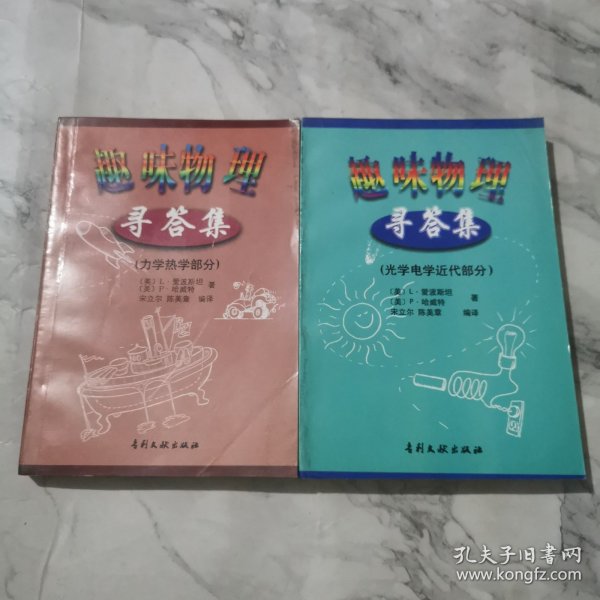 趣味物理
寻答集
(力学热学部分)
(美) L·爱波斯坦
(英) P·哈威特
著
宋立尔 陈美章 编译
专利文献出版社
趣味物理
寻答集
(光学电学近代部分)
(美) L·爱波斯坦
(英) P·哈威特
著
宋立尔 陈美章
编译
专利文献出版社
孔夫子旧书网
www.kongfz.com